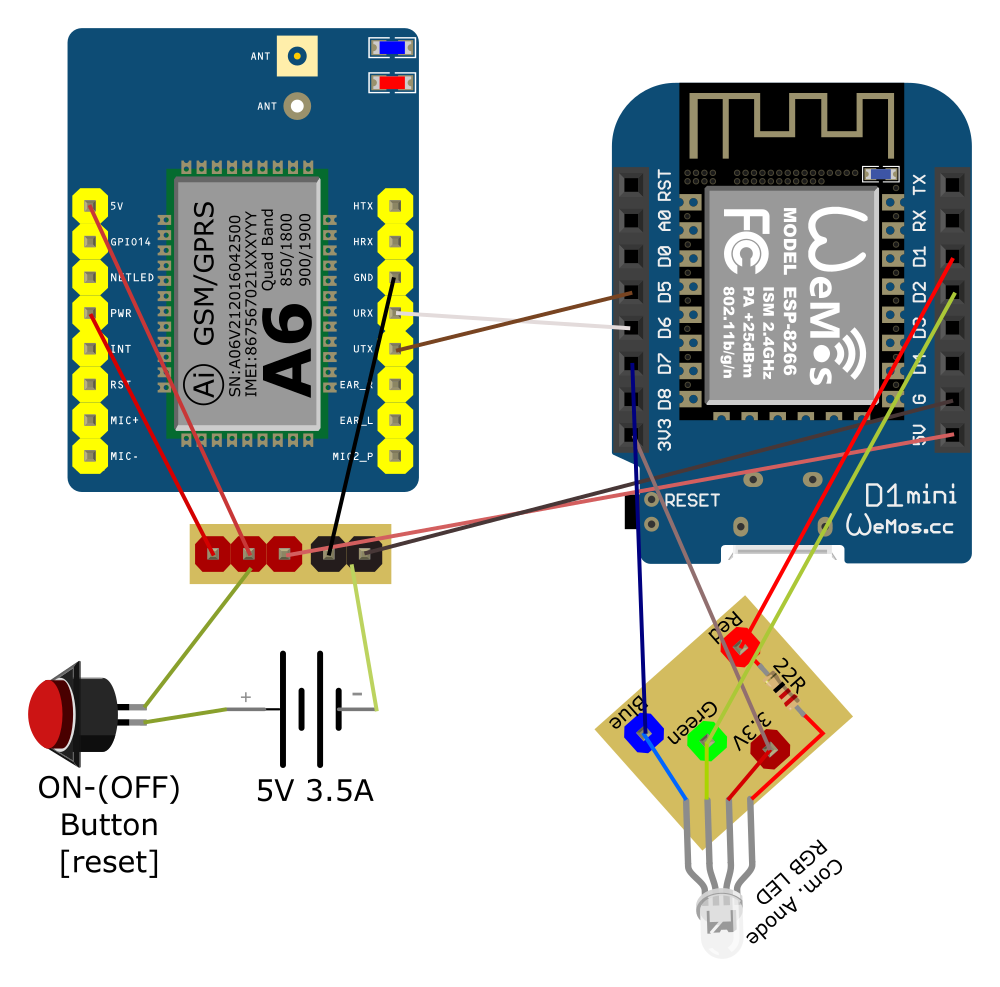 ANT
ANT
5V
GPIO14
NETLED
PWR
INT
RST
MIC+
MIC-
HTX
HRX
GND
URX
UTX
EAR_R
EAR_L
MIC2_P
Ai
GSM/GPRS
SN:A06V212016042500
IMEI:867567021XXXYYY
A6
Quad Band
850/1800
900/1900
RST
A0
D0
D5
D6
D7
D8
3V3
TX
RX
D1
D2
D3
D4
G
5V
WeMos
MODEL ESP-8266
ISM 2.4GHz
PA +25dBm
802.11b/g/n
FC
RESET
D1 mini
WeMos.cc
ON-(OFF)
Button
[reset]
+
-
5V 3.5A
Red
22R
Blue
Green
3.3V
Com. Anode
RGB LED